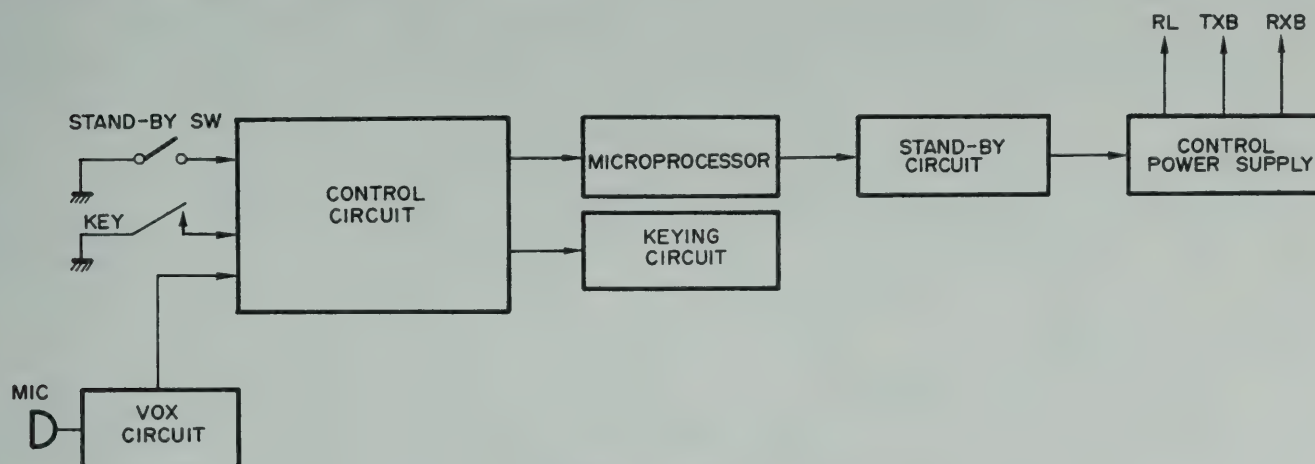 RL TXB RXB
STAND-BY SW
KEY
CONTROL
CIRCUIT
MICROPROCESSOR
KEYING
CIRCUIT
STAND-BY
CIRCUIT
CONTROL
POWER SUPPLY
MIC
VOX
CIRCUIT